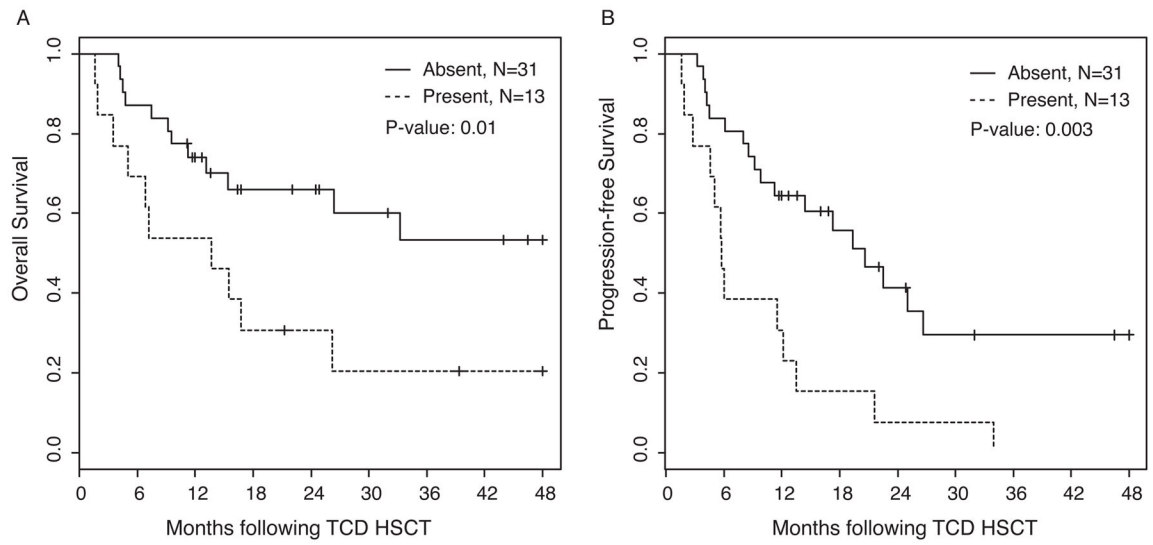 A
Overall Survival
1.0
0.8
0.6
0.4
0.2
0.0
Absent, N=31
Present, N=13
P-value: 0.01
0 6 12 18 24 30 36 42 48
Months following TCD HSCT
B
Progression-free Survival
1.0
0.8
0.6
0.4
0.2
0.0
Absent, N=31
Present, N=13
P-value: 0.003
0 6 12 18 24 30 36 42 48
Months following TCD HSCT